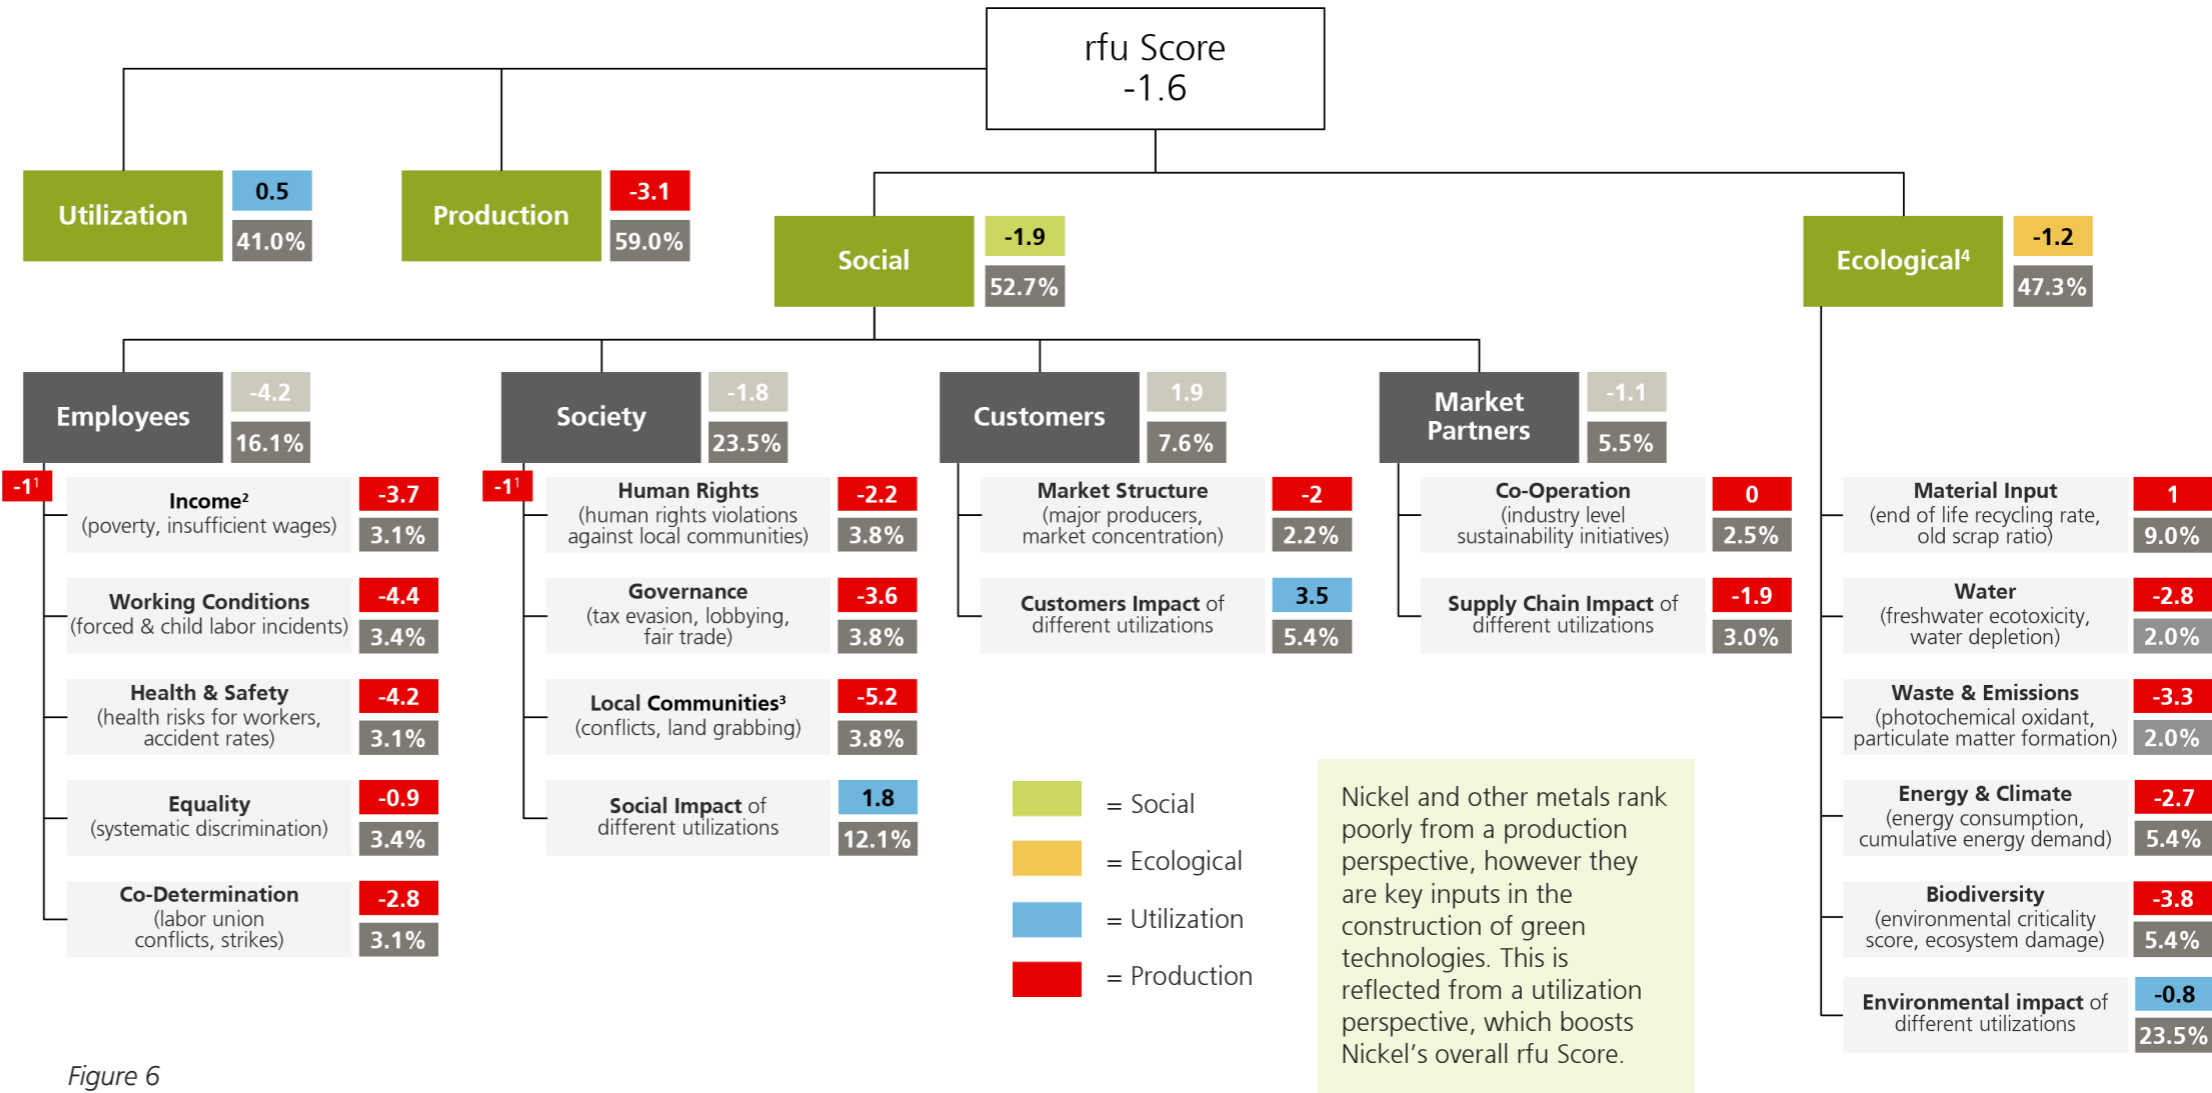 rfu Score
-1.6
Utilization
0.5
41.0%
Production
-3.1
59.0%
Social
-1.9
52.7%
Ecological⁴
-1.2
47.3%
Employees
-4.2
16.1%
-1¹
Income²
(poverty, insufficient wages)
-3.7
3.1%
Working Conditions
(forced & child labor incidents)
-4.4
3.4%
Health & Safety
(health risks for workers,
accident rates)
-4.2
3.1%
Equality
(systematic discrimination)
-0.9
3.4%
Co-Determination
(labor union
conflicts, strikes)
-2.8
3.1%
Society
-1.8
23.5%
-1¹
Human Rights
(human rights violations
against local communities)
-2.2
3.8%
Governance
(tax evasion, lobbying,
fair trade)
-3.6
3.8%
Local Communities³
(conflicts, land grabbing)
-5.2
3.8%
Social Impact of
different utilizations
1.8
12.1%
Customers
1.9
7.6%
Market Structure
(major producers,
market concentration)
-2
2.2%
Customers Impact of
different utilizations
3.5
5.4%
Market
Partners
-1.1
5.5%
Co-Operation
(industry level
sustainability initiatives)
0
2.5%
Supply Chain Impact of
different utilizations
-1.9
3.0%
Material Input
(end of life recycling rate,
old scrap ratio)
1
9.0%
Water
(freshwater ecotoxicity,
water depletion)
-2.8
2.0%
Waste & Emissions
(photochemical oxidant,
particulate matter formation)
-3.3
2.0%
Energy & Climate
(energy consumption,
cumulative energy demand)
-2.7
5.4%
Biodiversity
(environmental criticality
score, ecosystem damage)
-3.8
5.4%
Environmental impact of
different utilizations
-0.8
23.5%
= Social
= Ecological
= Utilization
= Production
Nickel and other metals rank
poorly from a production
perspective, however they
are key inputs in the
construction of green
technologies. This is
reflected from a utilization
perspective, which boosts
Nickel’s overall rfu Score.
Figure 6